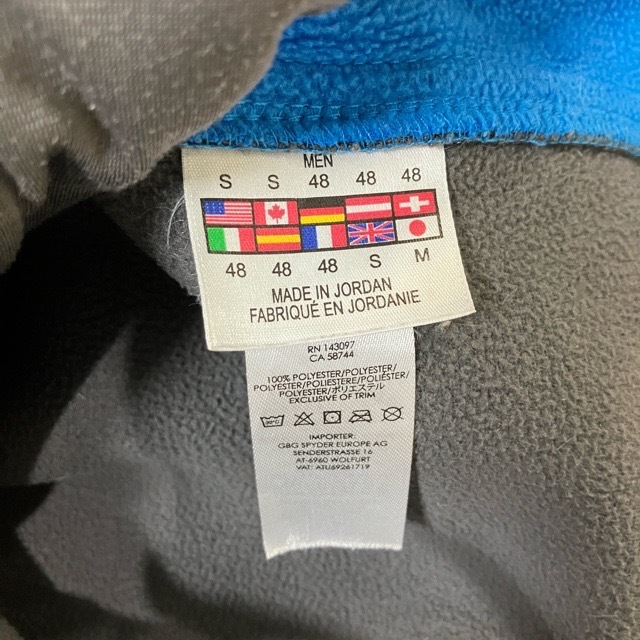 MEN
S S 48 48 48
48 48 48 S M
MADE IN JORDAN
FABRIQUÉ EN JORDANIE
RN 143097
CA 58744
100% POLYESTER/POLYESTER/
POLYESTER/POLIESTERE/POLIÉSTER/
POLYESTER/ポリエステル
EXCLUSIVE OF TRIM
IMPORTER:
GBG SPYDER EUROPE AG
SENDERSTRASSE 16
AT-6960 WOLFURT
VAT: ATU69261719